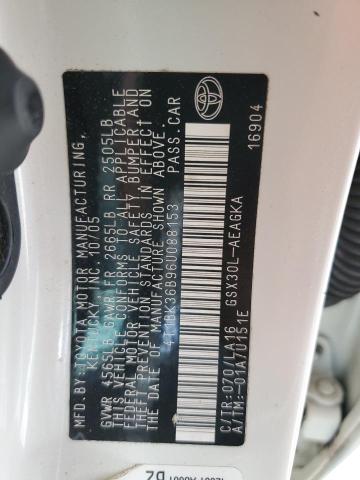 MFD. BY: TOYOTA MOTOR MANUFACTURING,
KENTUCKY, INC. 10/05
GVWR 4565LB GAWR FR 2665LB RR 2505LB
THIS VEHICLE CONFORMS TO ALL APPLICABLE
FEDERAL MOTOR VEHICLE SAFETY, BUMPER, AND
THEFT PREVENTION STANDARDS IN EFFECT ON
THE DATE OF MANUFACTURE SHOWN ABOVE.
4T1BK36B96U088153 PASS.CAR
C/TR:070/LA16 GSX30L-AEAGKA
A/TM:-01A/U151E 16904